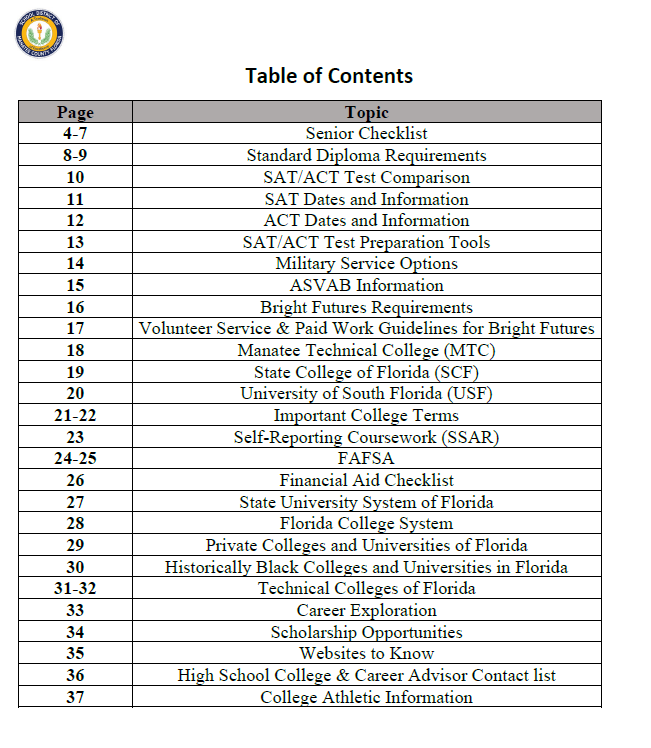 SCHOOL DISTRICT OF
MANATEE COUNTY FLORIDA
Table of Contents
Page Topic
4-7 Senior Checklist
8-9 Standard Diploma Requirements
10 SAT/ACT Test Comparison
11 SAT Dates and Information
12 ACT Dates and Information
13 SAT/ACT Test Preparation Tools
14 Military Service Options
15 ASVAB Information
16 Bright Futures Requirements
17 Volunteer Service & Paid Work Guidelines for Bright Futures
18 Manatee Technical College (MTC)
19 State College of Florida (SCF)
20 University of South Florida (USF)
21-22 Important College Terms
23 Self-Reporting Coursework (SSAR)
24-25 FAFSA
26 Financial Aid Checklist
27 State University System of Florida
28 Florida College System
29 Private Colleges and Universities of Florida
30 Historically Black Colleges and Universities in Florida
31-32 Technical Colleges of Florida
33 Career Exploration
34 Scholarship Opportunities
35 Websites to Know
36 High School College & Career Advisor Contact list
37 College Athletic Information